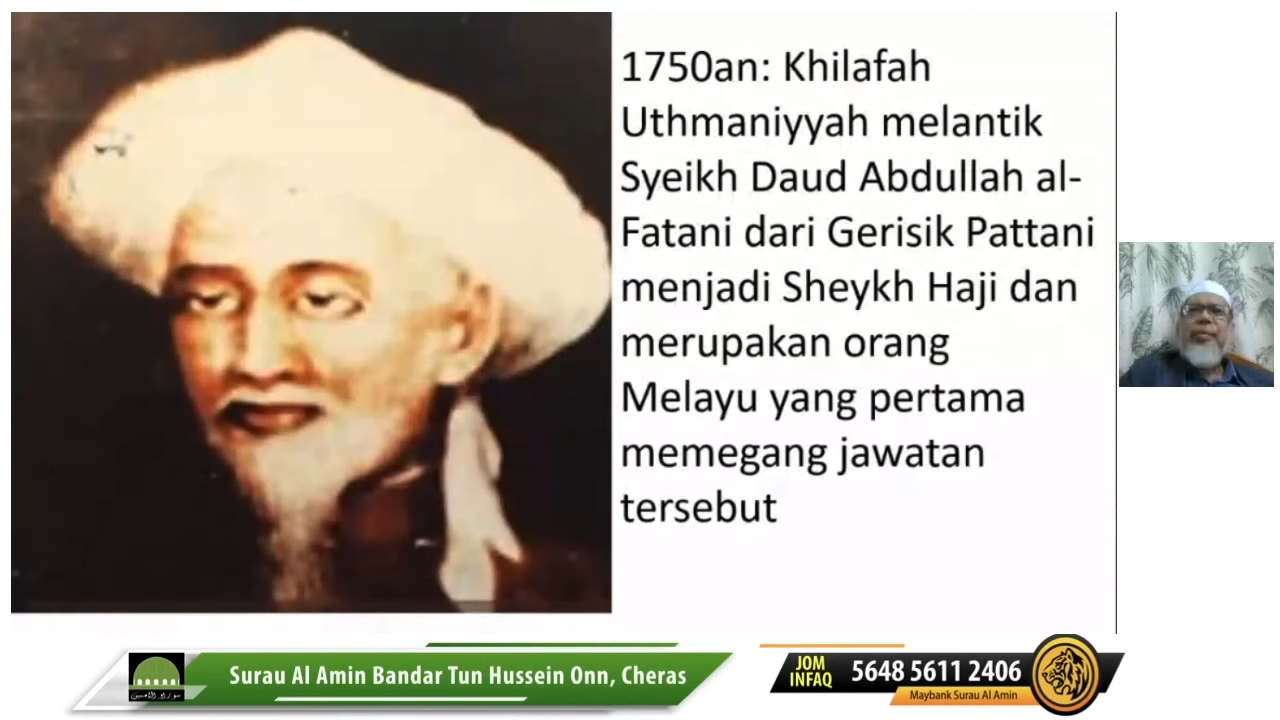 1750an: Khilafah
Uthmaniyyah melantik
Syeikh Daud Abdullah al-
Fatani dari Gerisik Pattani
menjadi Sheykh Haji dan
merupakan orang
Melayu yang pertama
memegang jawatan
tersebut
سوراو الأمين
Surau Al Amin Bandar Tun Hussein Onn, Cheras
JOM
INFAQ
5648 5611 2406
Maybank Surau Al Amin